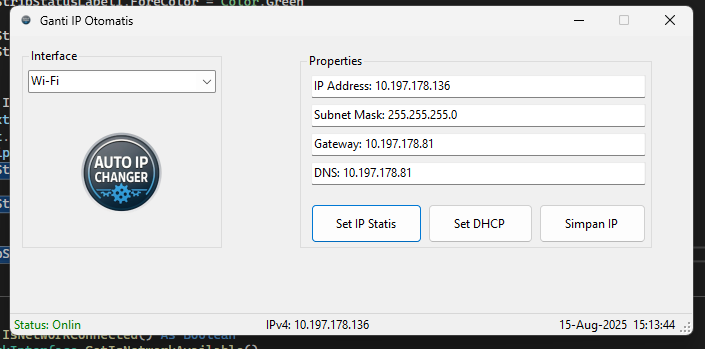 StripStatusLabel1.ForeColor = Color.Green
Ganti IP Otomatis
Interface
Wi-Fi
AUTO IP
CHANGER
Properties
IP Address: 10.197.178.136
Subnet Mask: 255.255.255.0
Gateway: 10.197.178.81
DNS: 10.197.178.81
Set IP Statis
Set DHCP
Simpan IP
Status: Onlin
IPv4: 10.197.178.136
15-Aug-2025 15:13:44
IsNetworkConnected() As Boolean